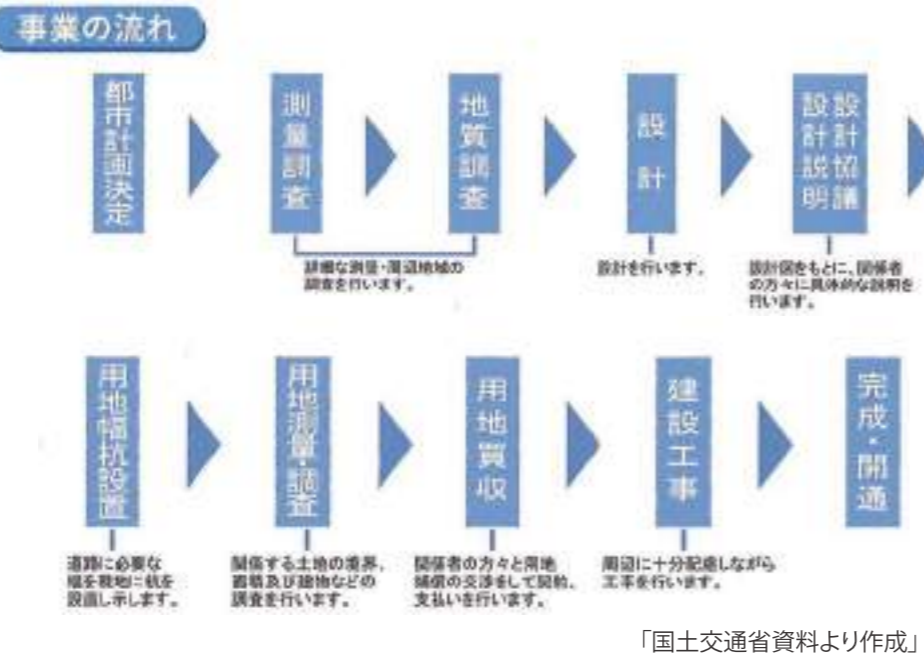 事業の流れ
都市計画決定
測量調査
地質調査
設計
設計協議
設計説明
詳細な測量・周辺地域の
調査を行います。
設計を行います。
設計図をもとに、関係者
の方々に具体的な説明を
行います。
用地幅杭設置
用地測量・調査
用地買収
建設工事
完成・開通
道路に必要な
幅を現地に杭を
設置し示します。
関係する土地の境界、
面積及び建物などの
調査を行います。
関係者の方々と用地
補償の交渉をして契約、
支払いを行います。
周辺に十分配慮しながら
工事を行います。
「国土交通省資料より作成」